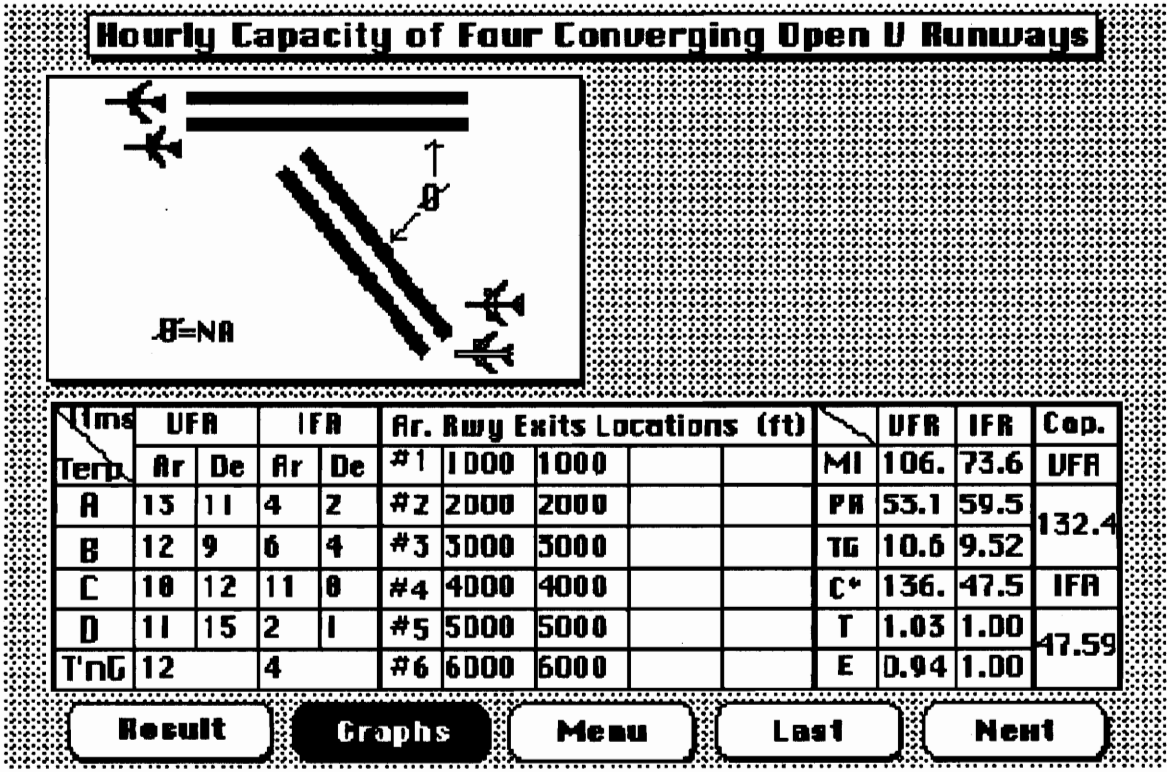 Hourly Capacity of Four Converging Open V Runways
θ
θ=NA
Tims VFR IFR Ar. Rwy Exits Locations (ft) VFR IFR Cap.
Terp. Ar De Ar De #1 1000 1000 MI 106. 73.6 VFR
A 13 11 4 2 #2 2000 2000 PA 53.1 59.5 132.4
B 12 9 6 4 #3 3000 3000 TG 10.6 9.52
C 18 12 11 8 #4 4000 4000 C* 136. 47.5 IFR
D 11 15 2 1 #5 5000 5000 T 1.03 1.00 47.59
T'nG 12 4 #6 6000 6000 E 0.94 1.00
Result Graphs Menu Last Next